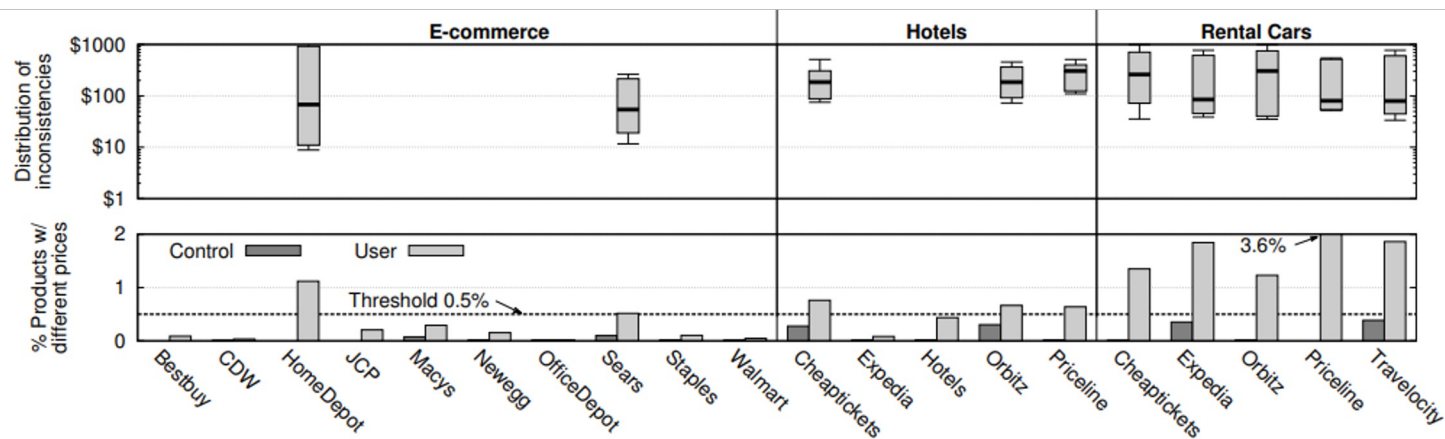 E-commerce
Hotels
Rental Cars
Distribution of
inconsistencies
$1000
$100
$10
$1
% Products w/
different prices
2
1
0
Control
User
Threshold 0.5%
3.6%
Bestbuy
CDW
HomeDepot
JCP
Macys
Newegg
OfficeDepot
Sears
Staples
Walmart
Cheaptickets
Expedia
Hotels
Orbitz
Priceline
Cheaptickets
Expedia
Orbitz
Priceline
Travelocity